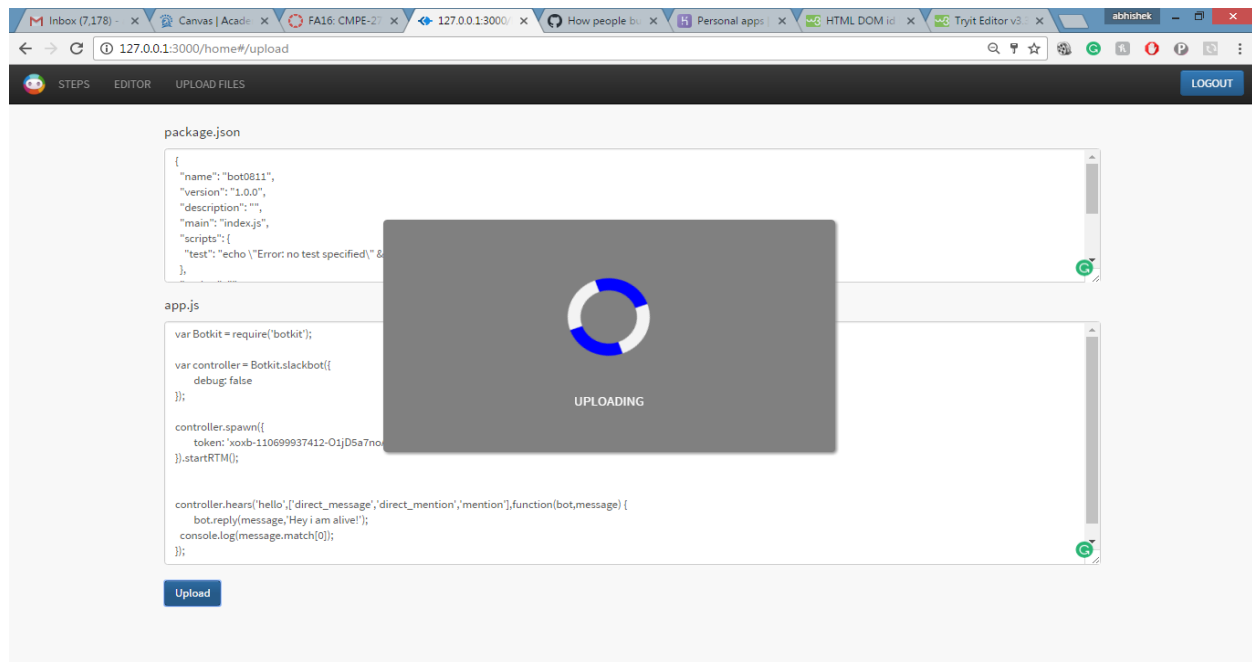 Inbox (7,178) -
Canvas | Acade
FA16: CMPE-27
127.0.0.1:3000/
How people bu
Personal apps |
HTML DOM id
Tryit Editor v3.
abhishek
127.0.0.1:3000/home#/upload
STEPS EDITOR UPLOAD FILES LOGOUT
package.json
{
"name": "bot0811",
"version": "1.0.0",
"description": "",
"main": "index.js",
"scripts": {
"test": "echo \"Error: no test specified\" &
},
app.js
var Botkit = require('botkit');
var controller = Botkit.slackbot({
debug: false
});
controller.spawn({
token: 'xoxb-110699937412-O1jD5a7no
}).startRTM();
controller.hears('hello',['direct_message','direct_mention','mention'],function(bot,message) {
bot.reply(message,'Hey i am alive!');
console.log(message.match[0]);
});
UPLOADING
Upload